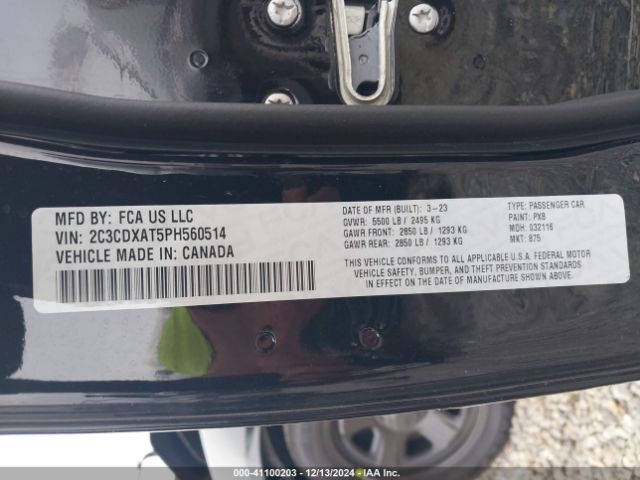 MFD BY: FCA US LLC
VIN: 2C3CDXAT5PH560514
VEHICLE MADE IN: CANADA
DATE OF MFR (BUILT): 3-23
GVWR: 5500 LB / 2495 KG
GAWR FRONT: 2850 LB / 1293 KG
GAWR REAR: 2850 LB / 1293 KG
TYPE: PASSENGER CAR
PAINT: PX8
MDH: 032116
MKT: 875
THIS VEHICLE CONFORMS TO ALL APPLICABLE U.S.A. FEDERAL MOTOR
VEHICLE SAFETY, BUMPER, AND THEFT PREVENTION STANDARDS
IN EFFECT ON THE DATE OF MANUFACTURE SHOWN ABOVE.
000-41100203 - 12/13/2024 - IAA Inc.